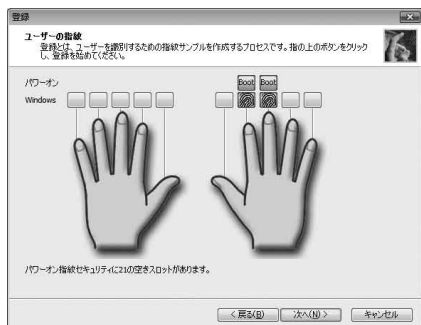 登録
ユーザーの指紋
登録とは、ユーザーを識別するための指紋サンプルを作成するプロセスです。指の上のボタンをクリック
し、登録を始めてください。
パワーオン
Boot Boot
Windows
パワーオン指紋セキュリティに21の空きスロットがあります。
< 戻る(B) 次へ(N) > キャンセル